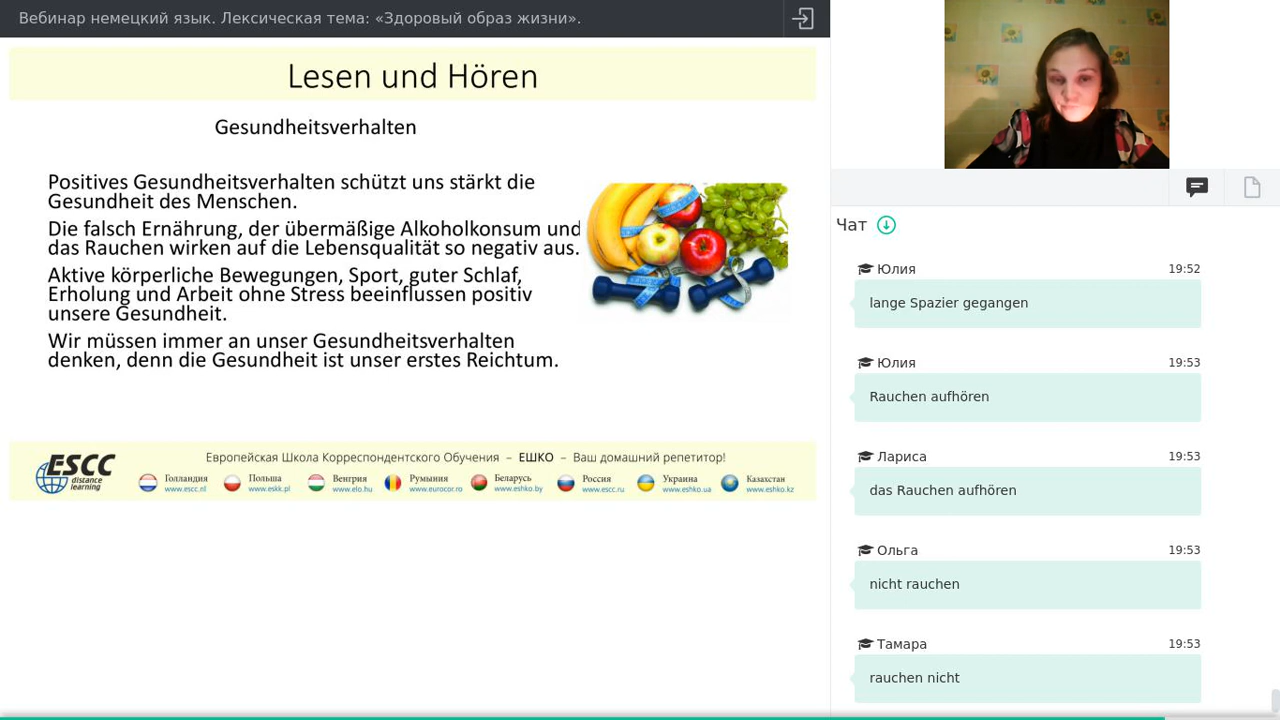 Вебинар немецкий язык. Лексическая тема: «Здоровый образ жизни».
Lesen und Hören
Gesundheitsverhalten
Positives Gesundheitsverhalten schützt uns stärkt die
Gesundheit des Menschen.
Die falsch Ernährung, der übermäßige Alkoholkonsum und
das Rauchen wirken auf die Lebensqualität so negativ aus.
Aktive körperliche Bewegungen, Sport, guter Schlaf,
Erholung und Arbeit ohne Stress beeinflussen positiv
unsere Gesundheit.
Wir müssen immer an unser Gesundheitsverhalten
denken, denn die Gesundheit ist unser erstes Reichtum.
ESCC
distance
learning
Европейская Школа Корреспондентского Обучения – ЕШКО – Ваш домашний репетитор!
Голландия
www.escc.nl
Польша
www.eskk.pl
Венгрия
www.elo.hu
Румыния
www.eurocor.ro
Беларусь
www.eshko.by
Россия
www.escc.ru
Украина
www.eshko.ua
Казахстан
www.eshko.kz
Чат
Юлия 19:52
lange Spazier gegangen
Юлия 19:53
Rauchen aufhören
Лариса 19:53
das Rauchen aufhören
Ольга 19:53
nicht rauchen
Тамара 19:53
rauchen nicht